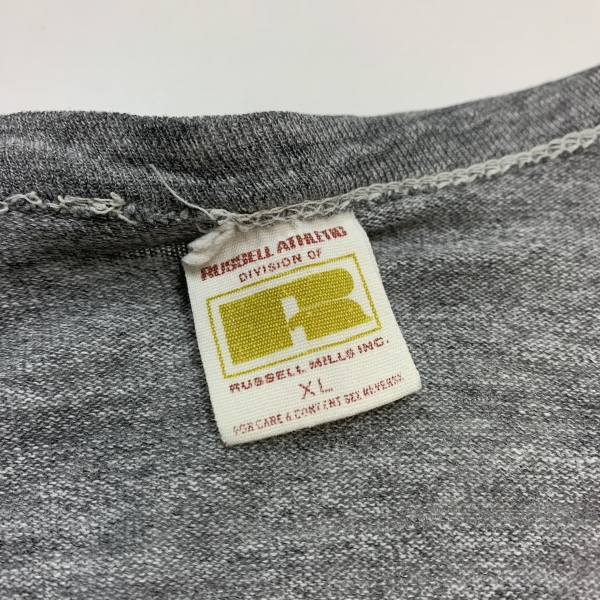 RUSSELL ATHLETIC
DIVISION OF
R
RUSSELL MILLS INC.
XL
FOR CARE & CONTENT SEE REVERSE